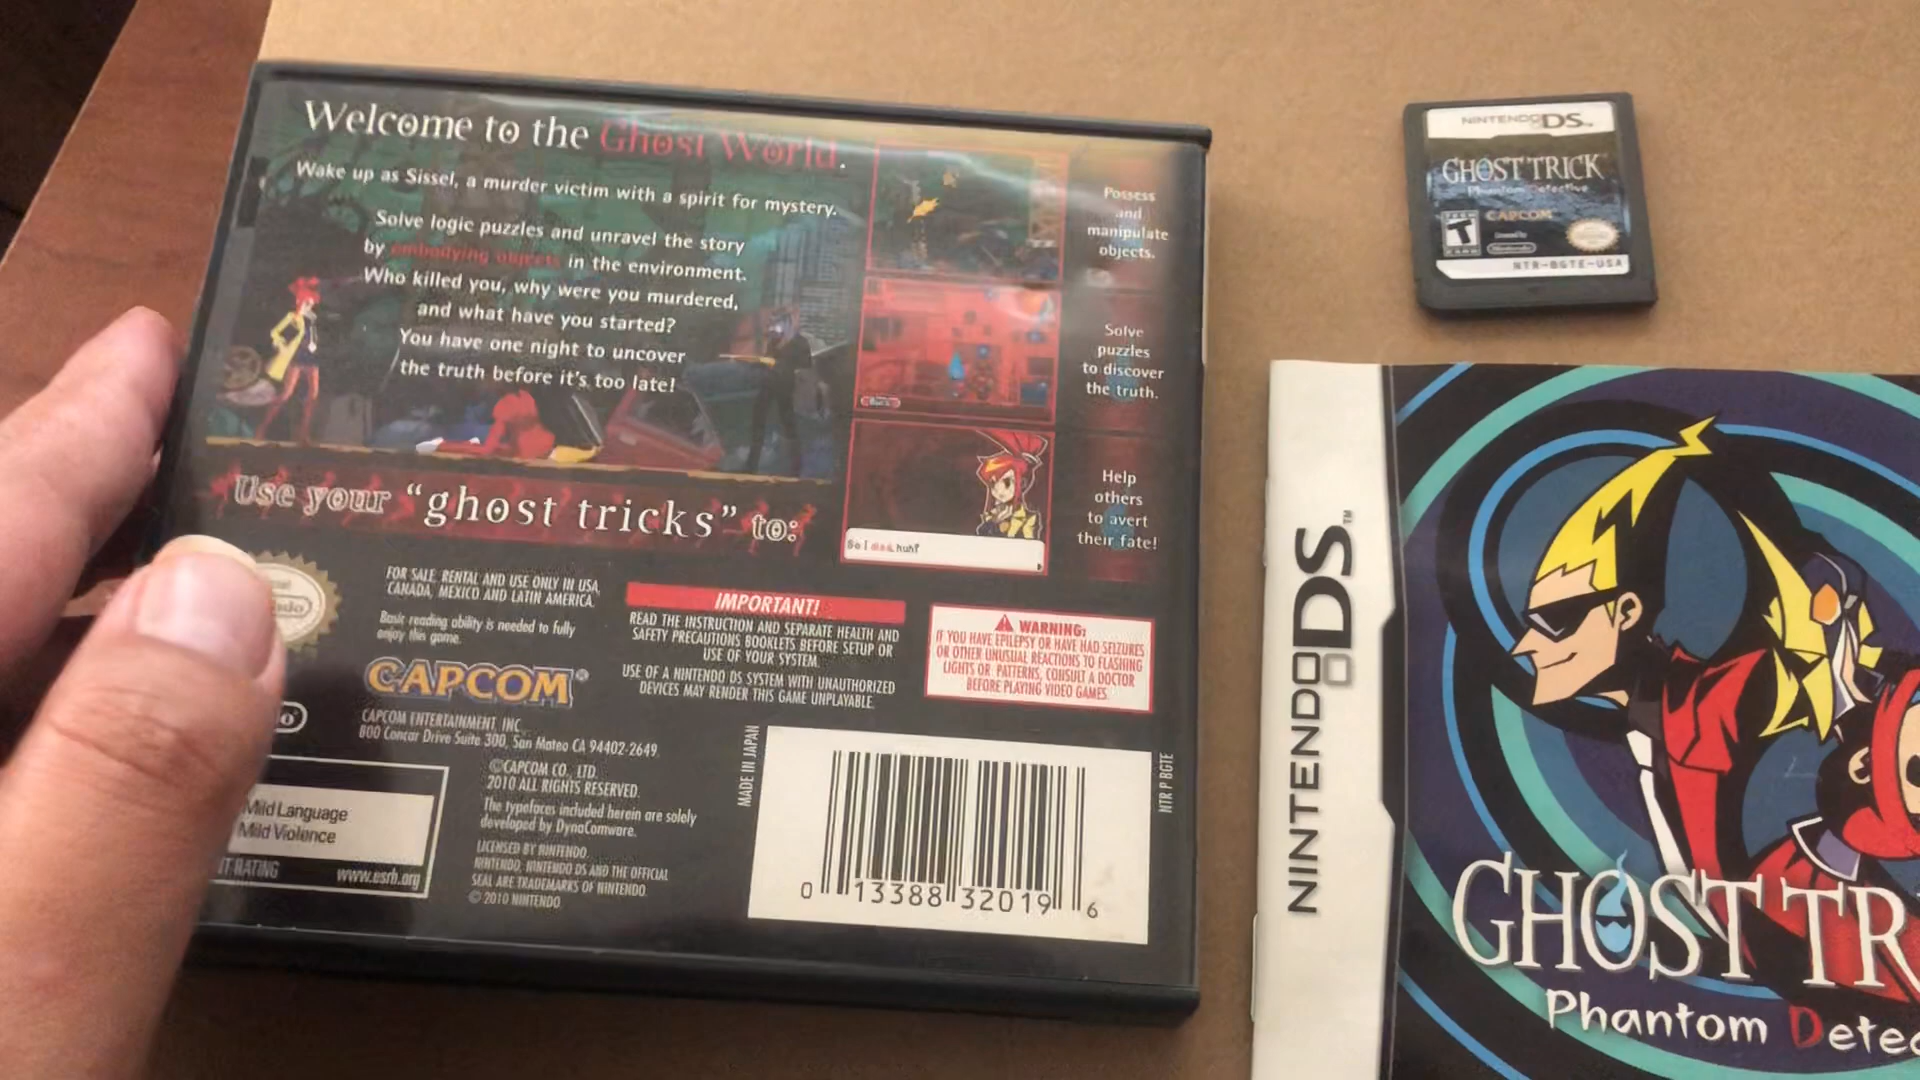 Welcome to the Ghost World.
Wake up as Sissel, a murder victim with a spirit for mystery.
Solve logic puzzles and unravel the story
by embodying objects in the environment.
Who killed you, why were you murdered,
and what have you started?
You have one night to uncover
the truth before it's too late!
Use your "ghost tricks" to:
Possess
and
manipulate
objects.
Solve
puzzles
to discover
the truth.
Help
others
to avert
their fate!
So I died, huh?
FOR SALE, RENTAL AND USE ONLY IN USA,
CANADA, MEXICO AND LATIN AMERICA.
Basic reading ability is needed to fully
enjoy this game.
CAPCOM®
CAPCOM ENTERTAINMENT, INC.
800 Concar Drive Suite 300, San Mateo CA 94402-2649.
©CAPCOM CO., LTD.
2010 ALL RIGHTS RESERVED.
The typefaces included herein are solely
developed by DynaComware.
LICENSED BY NINTENDO.
NINTENDO, NINTENDO DS AND THE OFFICIAL
SEAL ARE TRADEMARKS OF NINTENDO.
© 2010 NINTENDO.
Mild Language
Mild Violence
T RATING
www.esrb.org
IMPORTANT!
READ THE INSTRUCTION AND SEPARATE HEALTH AND
SAFETY PRECAUTIONS BOOKLETS BEFORE SETUP OR
USE OF YOUR SYSTEM.
USE OF A NINTENDO DS SYSTEM WITH UNAUTHORIZED
DEVICES MAY RENDER THIS GAME UNPLAYABLE.
WARNING:
IF YOU HAVE EPILEPSY OR HAVE HAD SEIZURES
OR OTHER UNUSUAL REACTIONS TO FLASHING
LIGHTS OR PATTERNS, CONSULT A DOCTOR
BEFORE PLAYING VIDEO GAMES.
MADE IN JAPAN
0 13388 32019 6
NTR P BGTE
NINTENDO DS™
GHOST TRICK
Phantom Detective
TEEN
T
CAPCOM
Licensed by
Nintendo
NTR-BGTE-USA
NINTENDO DS™
GHOST TR
Phantom Detec